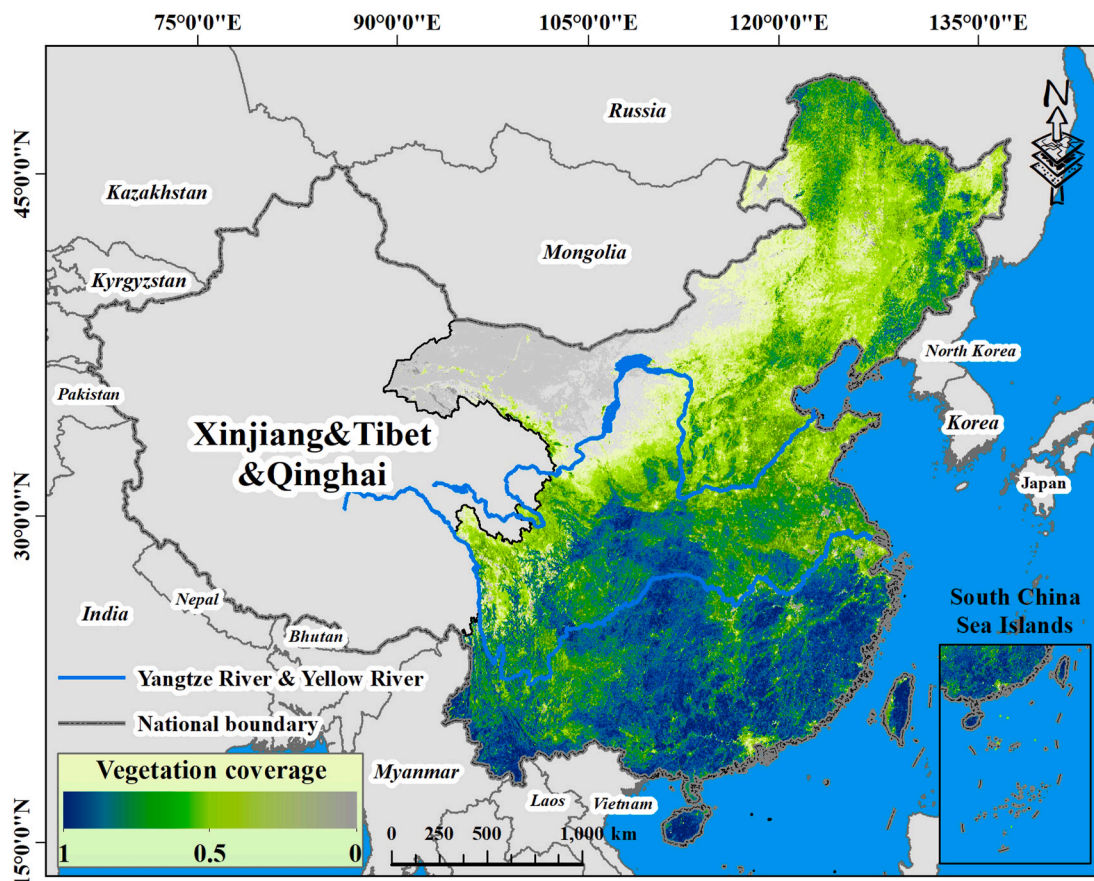 75°0'0"E 90°0'0"E 105°0'0"E 120°0'0"E 135°0'0"E
45°0'0"N
30°0'0"N
15°0'0"N
N
Russia
Kazakhstan
Mongolia
Kyrgyzstan
North Korea
Pakistan
Korea
Xinjiang&Tibet
&Qinghai
Japan
India
Nepal
Bhutan
South China
Sea Islands
Yangtze River & Yellow River
National boundary
Vegetation coverage
1 0.5 0
Myanmar
Laos
Vietnam
0 250 500 1,000 km